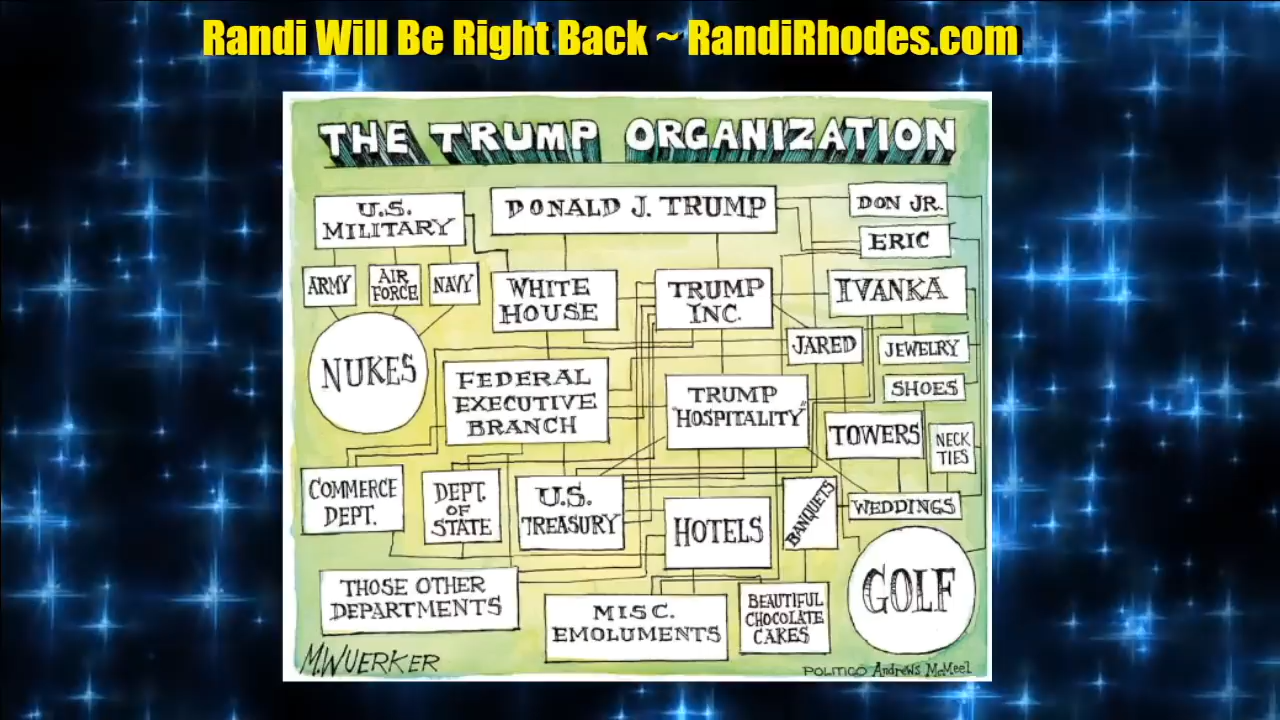 Randi Will Be Right Back ~ RandiRhodes.com
THE TRUMP ORGANIZATION
U.S.
MILITARY
DONALD J. TRUMP
DON JR.
ERIC
ARMY
AIR
FORCE
NAVY
WHITE
HOUSE
TRUMP
INC.
IVANKA
NUKES
JARED
JEWELRY
FEDERAL
EXECUTIVE
BRANCH
TRUMP
"HOSPITALITY"
SHOES
TOWERS
NECK
TIES
COMMERCE
DEPT.
DEPT.
OF
STATE
U.S.
TREASURY
HOTELS
BANQUETS
WEDDINGS
GOLF
THOSE OTHER
DEPARTMENTS
MISC.
EMOLUMENTS
BEAUTIFUL
CHOCOLATE
CAKES
M.WUERKER
POLITICO Andrews McMeel